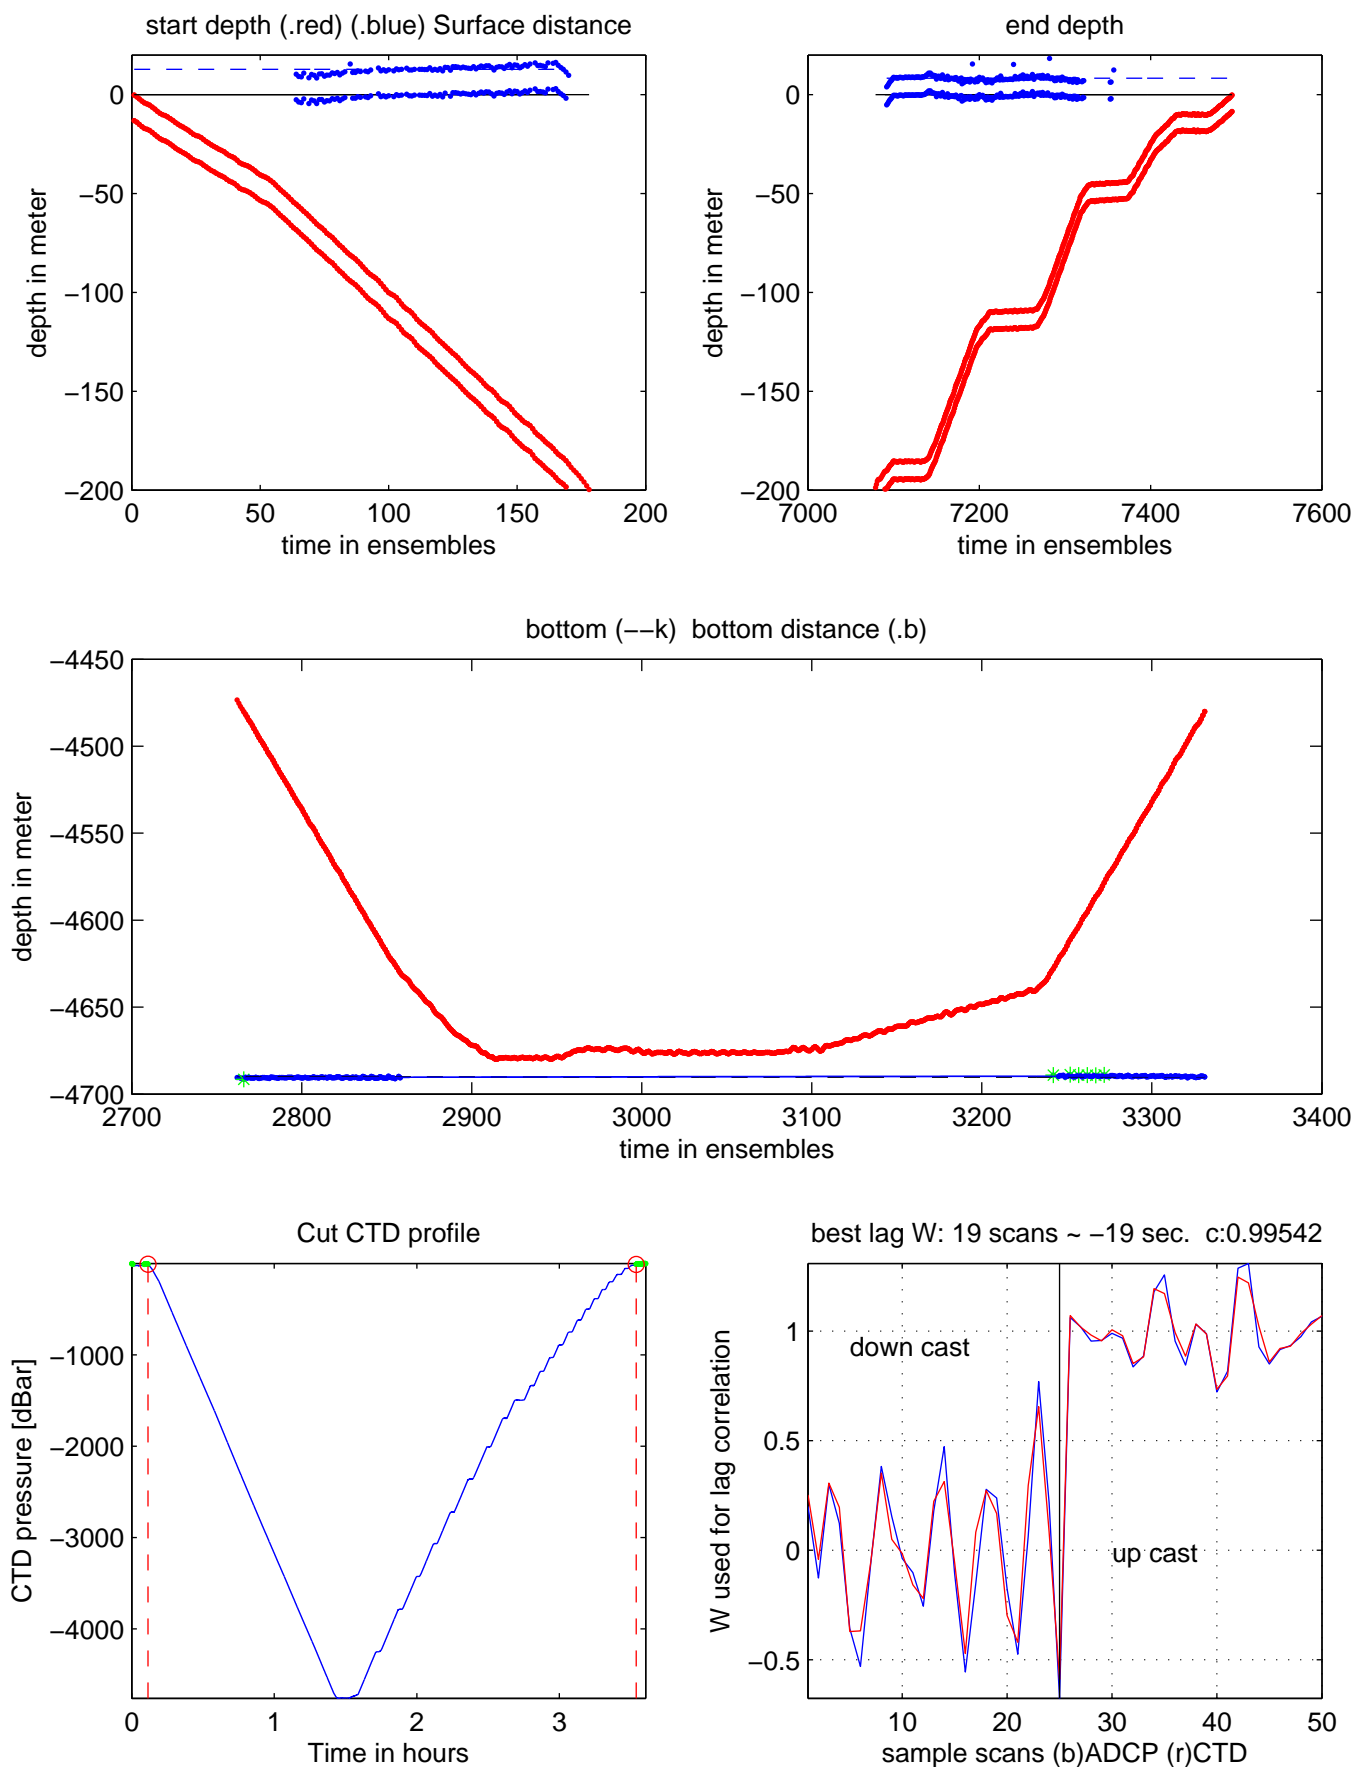 start depth (.red) (.blue) Surface distance
0
−50
−100
−150
−200
depth in meter
0
50
100
150
200
time in ensembles
end depth
0
−50
−100
−150
−200
depth in meter
7000
7200
7400
7600
time in ensembles
bottom (−−k)  bottom distance (.b)
−4450
−4500
−4550
−4600
−4650
−4700
depth in meter
2700
2800
2900
3000
3100
3200
3300
3400
time in ensembles
Cut CTD profile
−1000
−2000
−3000
−4000
CTD pressure [dBar]
0
1
2
3
Time in hours
best lag W: 19 scans ~ −19 sec.  c:0.99542
1
0.5
0
−0.5
W used for lag correlation
down cast
up cast
10
20
30
40
50
sample scans (b)ADCP (r)CTD